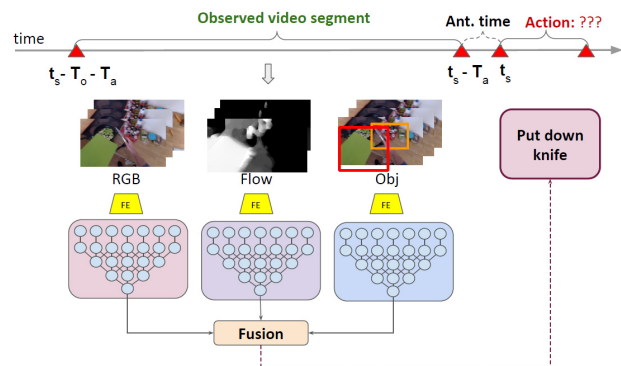 Observed video segment
Ant. time
Action: ???
time
ts - To - Ta
ts - Ta
ts
RGB
Flow
Obj
FE
FE
Put down
knife
Fusion